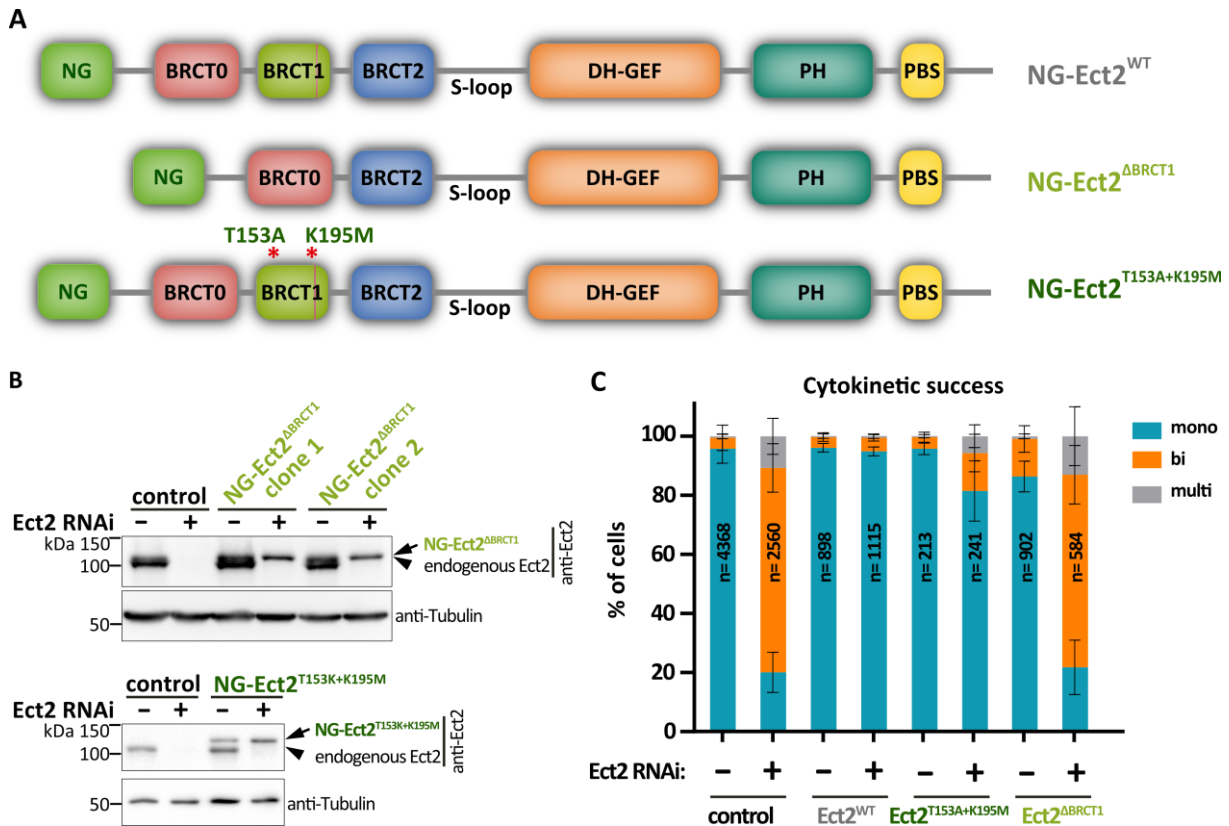 A
NG BRCT0 BRCT1 BRCT2 S-loop DH-GEF PH PBS NG-Ect2WT
NG BRCT0 BRCT2 S-loop DH-GEF PH PBS NG-Ect2ΔBRCT1
T153A K195M
* *
NG BRCT0 BRCT1 BRCT2 S-loop DH-GEF PH PBS NG-Ect2T153A+K195M
B
control NG-Ect2ΔBRCT1 clone 1 NG-Ect2ΔBRCT1 clone 2
Ect2 RNAi – + – + – +
kDa
150
100
NG-Ect2ΔBRCT1
endogenous Ect2
anti-Ect2
50
anti-Tubulin
control NG-Ect2T153K+K195M
Ect2 RNAi – + – +
kDa
150
100
NG-Ect2T153K+K195M
endogenous Ect2
anti-Ect2
50
anti-Tubulin
C
Cytokinetic success
mono
bi
multi
% of cells
100
80
60
40
20
0
n= 4368 n= 2560 n= 898 n= 1115 n= 213 n= 241 n= 902 n= 584
Ect2 RNAi: – + – + – + – +
control Ect2WT Ect2T153A+K195M Ect2ΔBRCT1